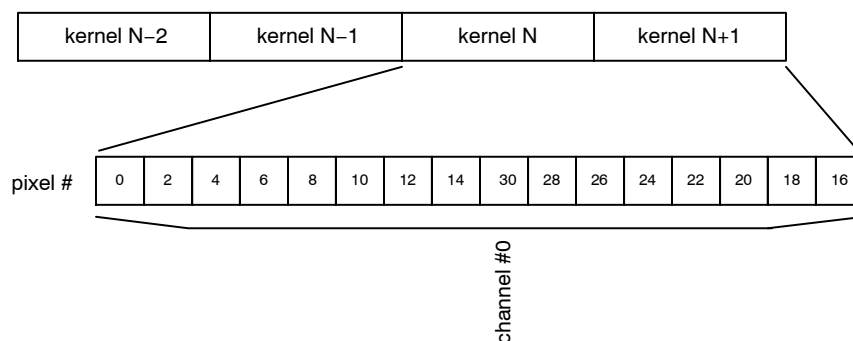 kernel N−2 kernel N−1 kernel N kernel N+1
pixel # 0 2 4 6 8 10 12 14 30 28 26 24 22 20 18 16
channel #0